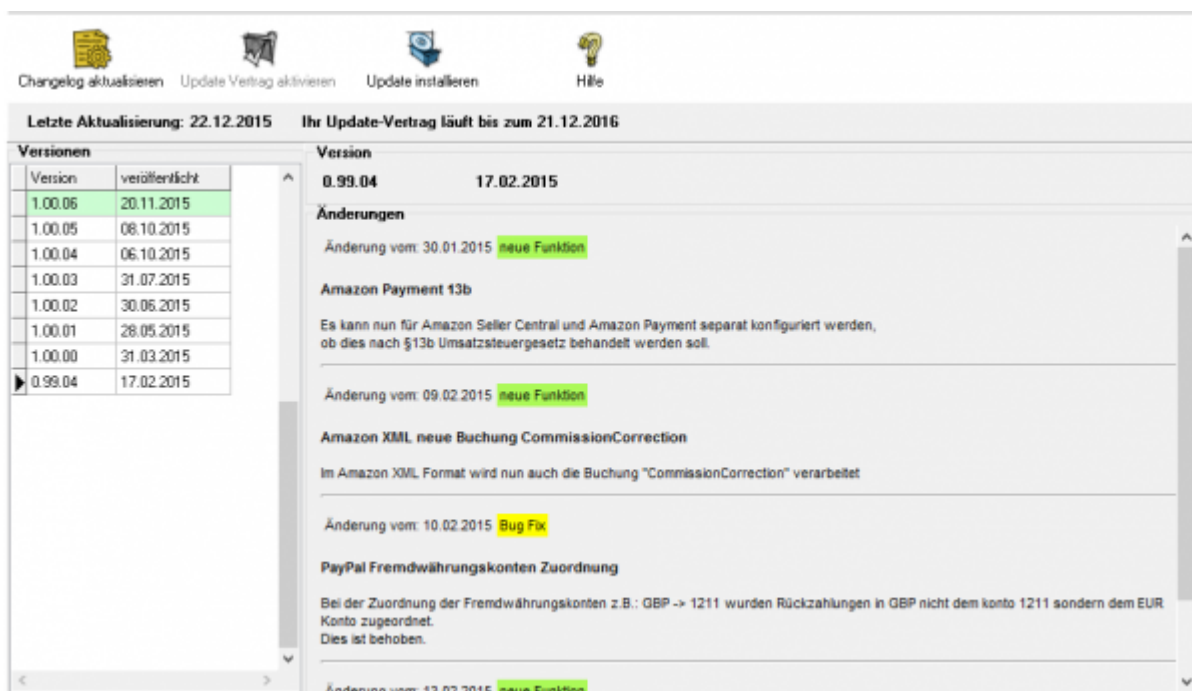 Changelog aktualisieren Update Vertrag aktivieren Update installieren Hilfe
Letzte Aktualisierung: 22.12.2015 Ihr Update-Vertrag läuft bis zum 21.12.2016
Versionen
Version veröffentlicht
1.00.06 20.11.2015
1.00.05 08.10.2015
1.00.04 06.10.2015
1.00.03 31.07.2015
1.00.02 30.06.2015
1.00.01 28.05.2015
1.00.00 31.03.2015
0.99.04 17.02.2015
Version
0.99.04 17.02.2015
Änderungen
Änderung vom: 30.01.2015 neue Funktion
Amazon Payment 13b
Es kann nun für Amazon Seller Central und Amazon Payment separat konfiguriert werden,
ob dies nach §13b Umsatzsteuergesetz behandelt werden soll.
Änderung vom: 09.02.2015 neue Funktion
Amazon XML neue Buchung CommissionCorrection
Im Amazon XML Format wird nun auch die Buchung "CommissionCorrection" verarbeitet
Änderung vom: 10.02.2015 Bug Fix
PayPal Fremdwährungskonten Zuordnung
Bei der Zuordnung der Fremdwährungskonten z.B.: GBP -> 1211 wurden Rückzahlungen in GBP nicht dem konto 1211 sondern dem EUR
Konto zugeordnet.
Dies ist behoben.
Änderung vom: 13.02.2015 neue Funktion